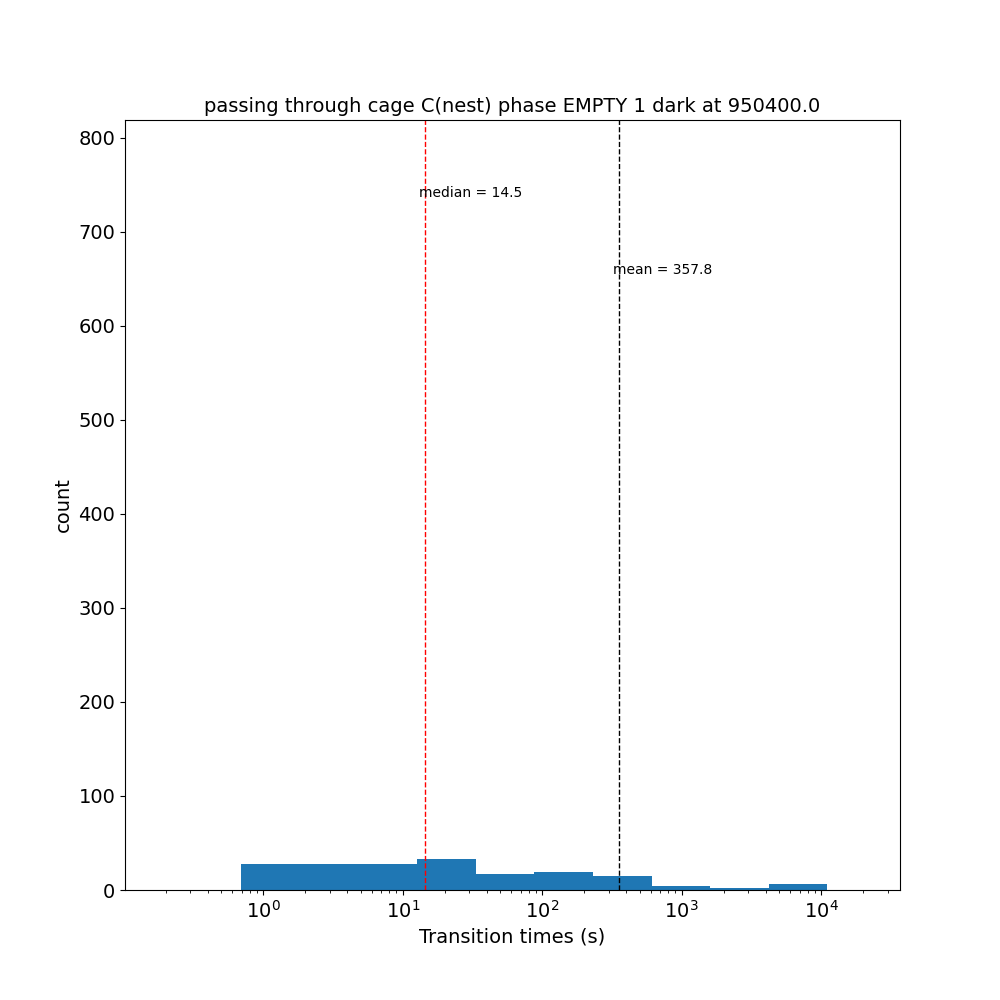 passing through cage C(nest) phase EMPTY 1 dark at 950400.0
800
median = 14.5
700
mean = 357.8
600
500
count
400
300
200
100
0
10⁰ 10¹ 10² 10³ 10⁴
Transition times (s)